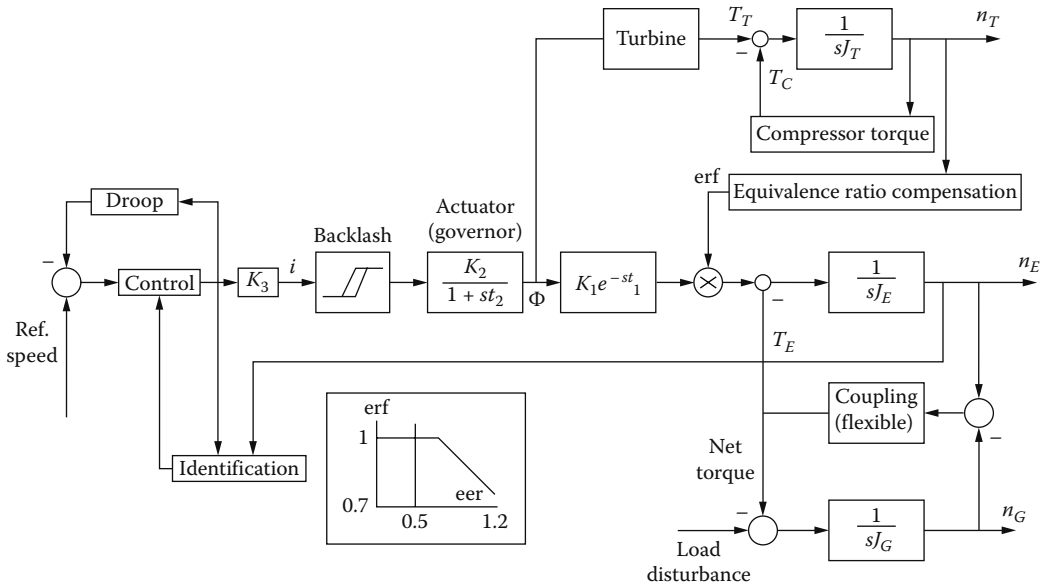 T_T
n_T
Turbine
−
1
sJ_T
T_C
Compressor torque
erf
Equivalence ratio compensation
Droop
Actuator
(governor)
Backlash
−
Control
K_3
i
K_2
1 + st_2
Φ
K_1e^{−st_1}
×
−
1
sJ_E
n_E
Ref.
speed
T_E
Coupling
(flexible)
−
erf
1
eer
0.7
0.5
1.2
Identification
Net
torque
−
1
sJ_G
n_G
Load
disturbance